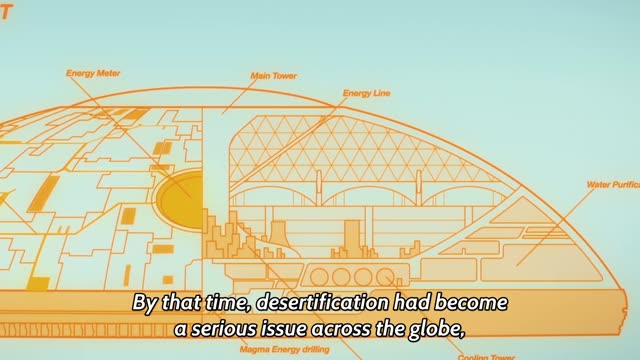 T
Energy Meter
Main Tower
Energy Line
Water Purifica
By that time, desertification had become
a serious issue across the globe,
Magma Energy drilling
Cooling Tower